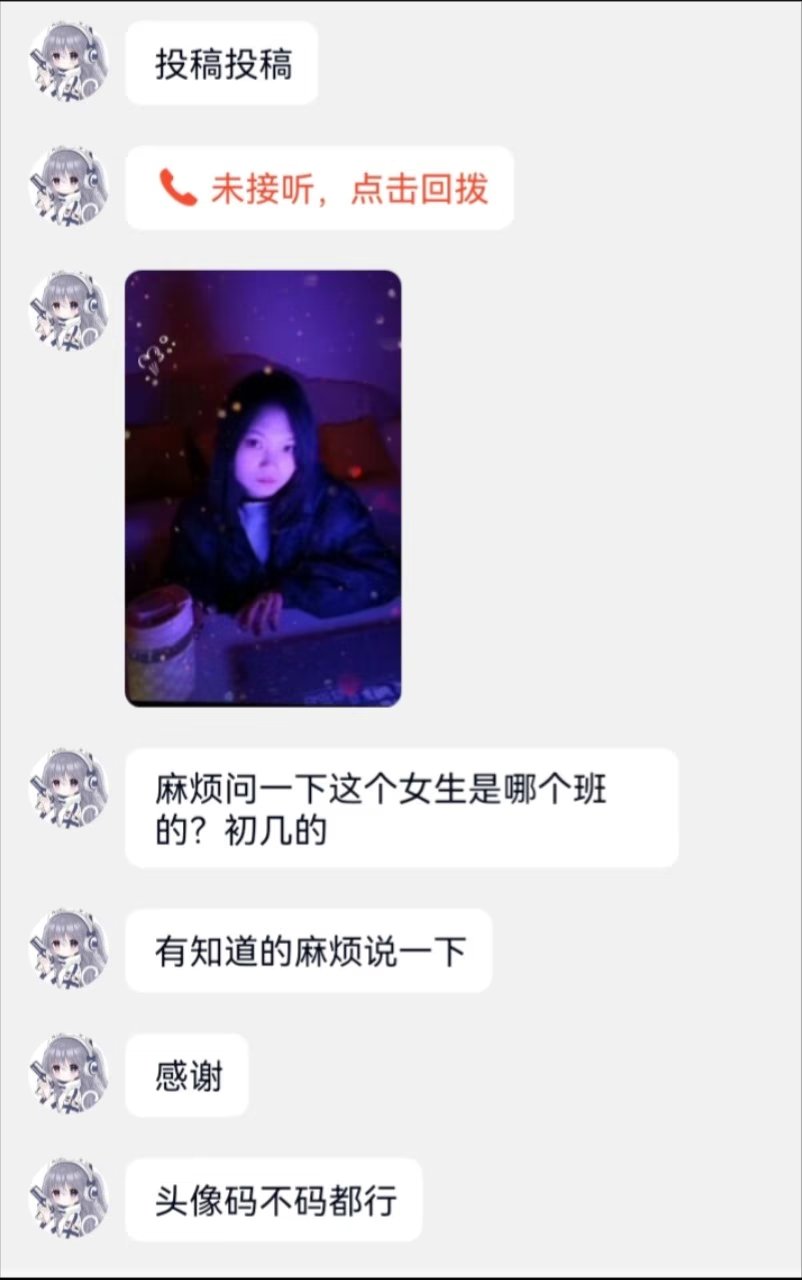 投稿投稿
未接听，点击回拨
麻烦问一下这个女生是哪个班
的？初几的
有知道的麻烦说一下
感谢
头像码不码都行